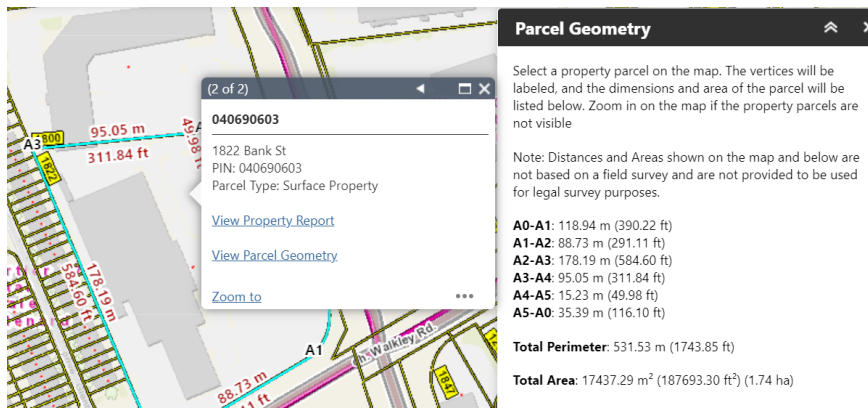 Parcel Geometry
(2 of 2)
040690603
1822 Bank St
PIN: 040690603
Parcel Type: Surface Property
View Property Report
View Parcel Geometry
Zoom to
A3
1800
95.05 m
311.84 ft
49.98 ft
1822
178.19 m
584.60 ft
A1
88.73 m
Walkley Rd.
1847
Select a property parcel on the map. The vertices will be
labeled, and the dimensions and area of the parcel will be
listed below. Zoom in on the map if the property parcels are
not visible
Note: Distances and Areas shown on the map and below are
not based on a field survey and are not provided to be used
for legal survey purposes.
A0-A1: 118.94 m (390.22 ft)
A1-A2: 88.73 m (291.11 ft)
A2-A3: 178.19 m (584.60 ft)
A3-A4: 95.05 m (311.84 ft)
A4-A5: 15.23 m (49.98 ft)
A5-A0: 35.39 m (116.10 ft)
Total Perimeter: 531.53 m (1743.85 ft)
Total Area: 17437.29 m² (187693.30 ft²) (1.74 ha)